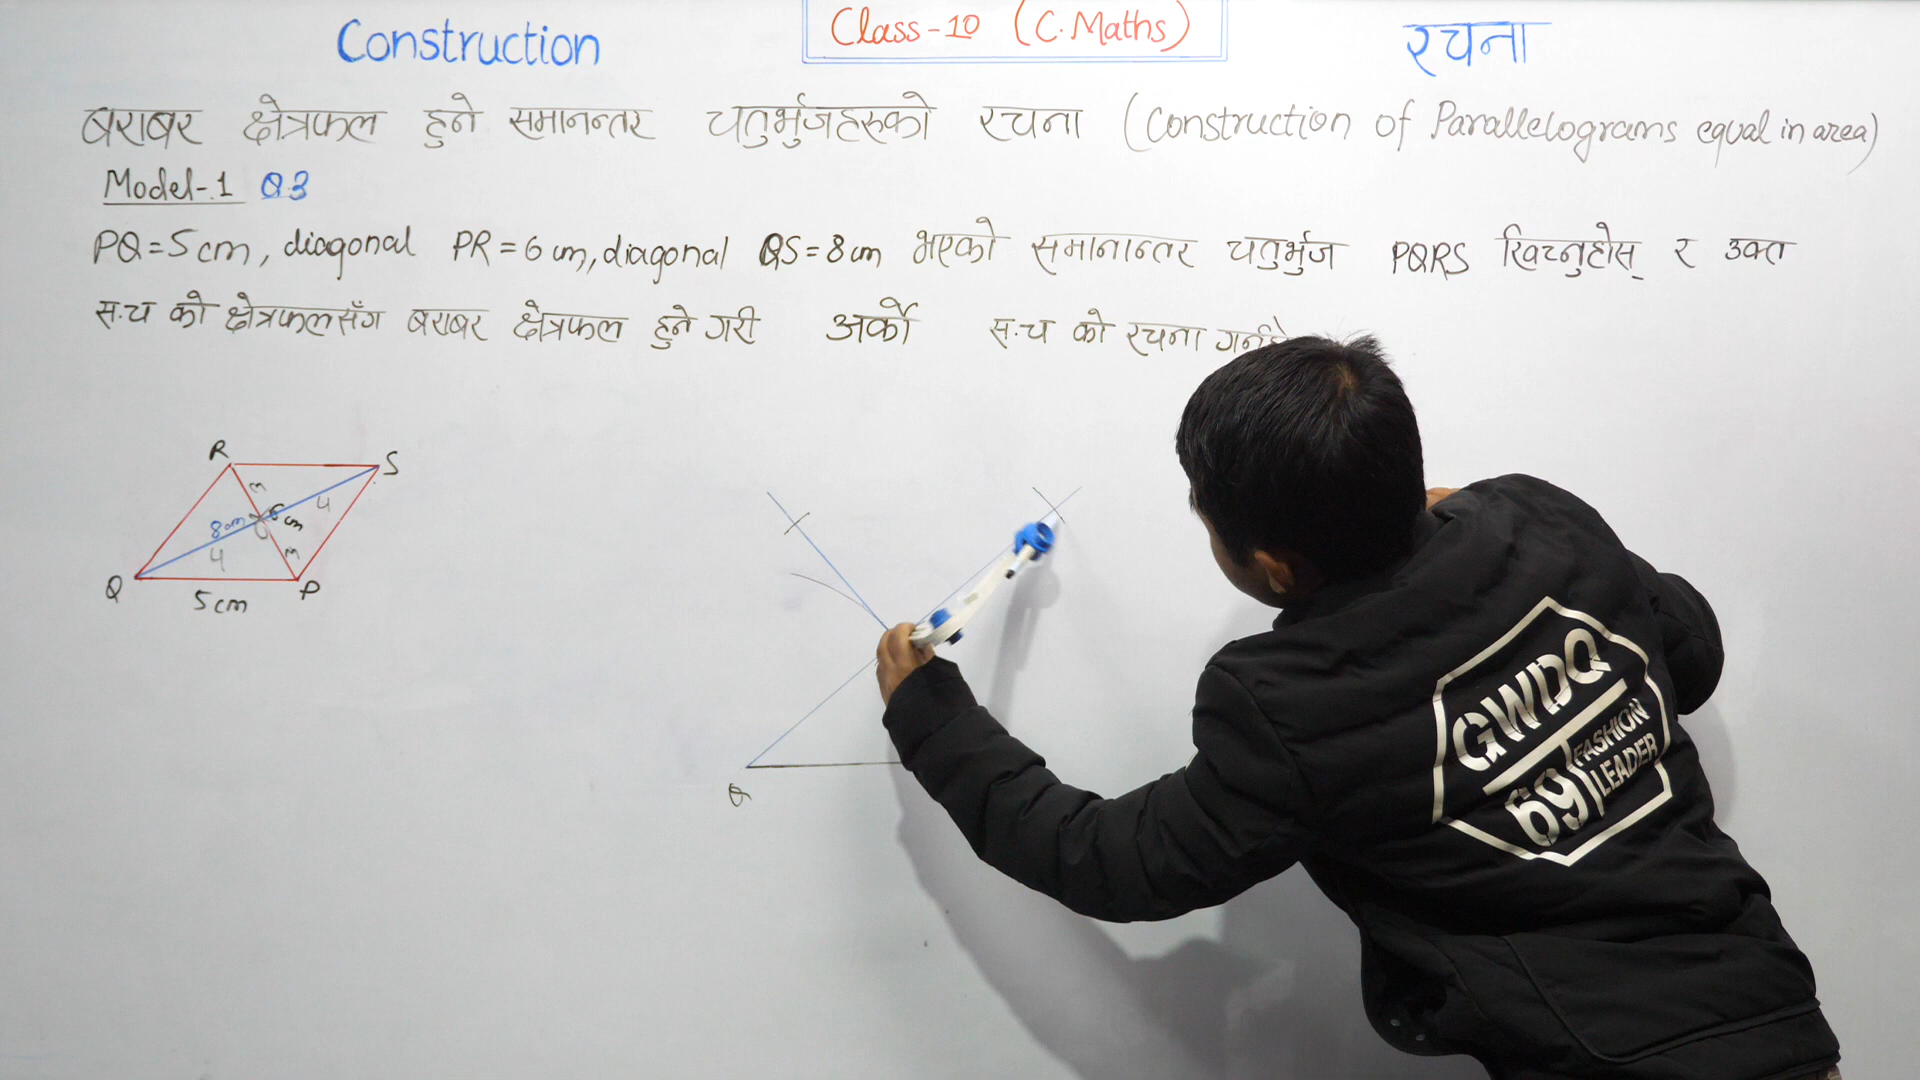 Construction
Class-10 (C.Maths)
रचना
बराबर क्षेत्रफल हुने समानन्तर चतुर्भुजहरुको रचना (Construction of Parallelograms equal in area)
Model-.1 Q.3
PQ=5cm, diagonal PR=6cm, diagonal QS=8cm भएको समानान्तर चतुर्भुज PQRS खिच्नुहोस् र उक्त
स.च को क्षेत्रफलसँग बराबर क्षेत्रफल हुने गरी अर्को स.च को रचना
R
S
3
4
8cm
6cm
O
4
3
Q
P
5cm
Q
GWDQ
69
FASHION
LEADER